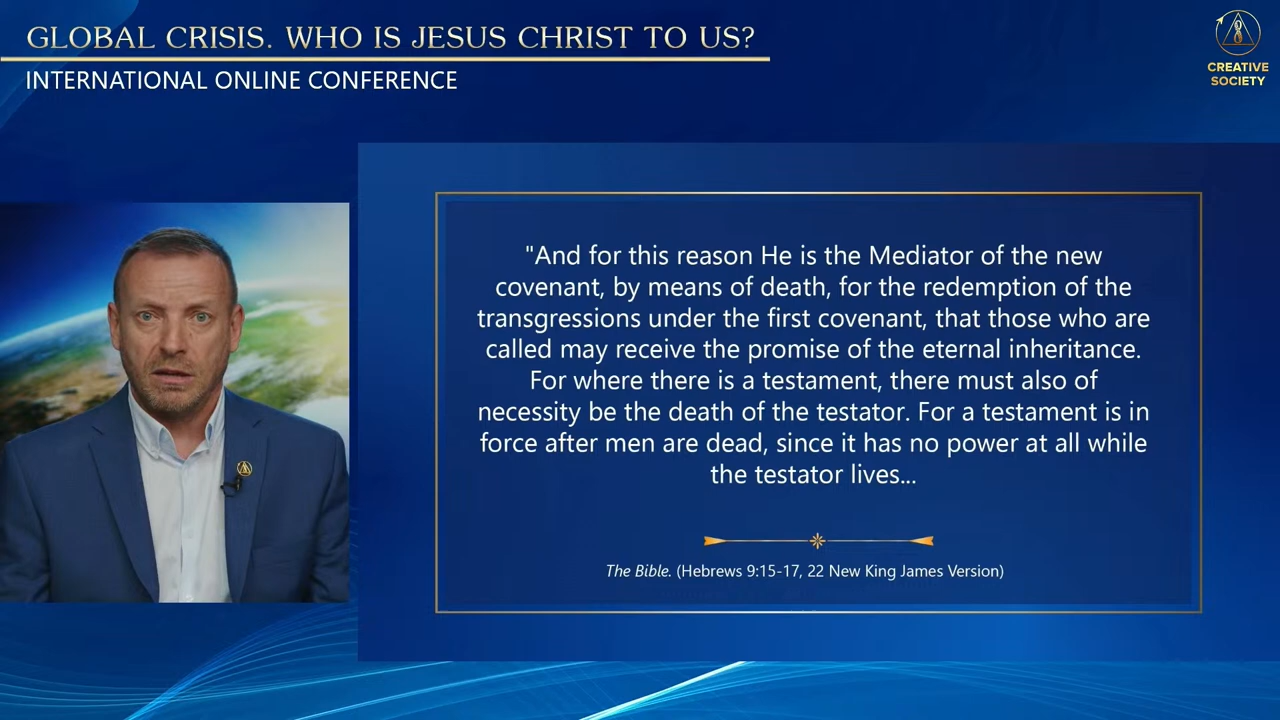 GLOBAL CRISIS. WHO IS JESUS CHRIST TO US?
INTERNATIONAL ONLINE CONFERENCE
CREATIVE
SOCIETY
"And for this reason He is the Mediator of the new
covenant, by means of death, for the redemption of the
transgressions under the first covenant, that those who are
called may receive the promise of the eternal inheritance.
For where there is a testament, there must also of
necessity be the death of the testator. For a testament is in
force after men are dead, since it has no power at all while
the testator lives...
The Bible. (Hebrews 9:15-17, 22 New King James Version)